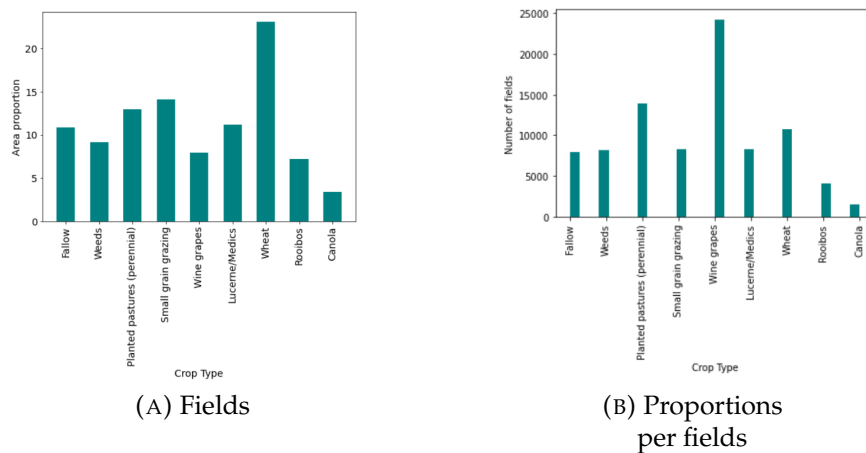 20
15
10
5
0
Area proportion
Fallow
Weeds
Planted pastures (perennial)
Small grain grazing
Wine grapes
Lucerne/Medics
Wheat
Rooibos
Canola
Crop Type
(A) Fields
25000
20000
15000
10000
5000
0
Number of fields
Fallow
Weeds
Planted pastures (perennial)
Small grain grazing
Wine grapes
Lucerne/Medics
Wheat
Rooibos
Canola
Crop Type
(B) Proportions
per fields